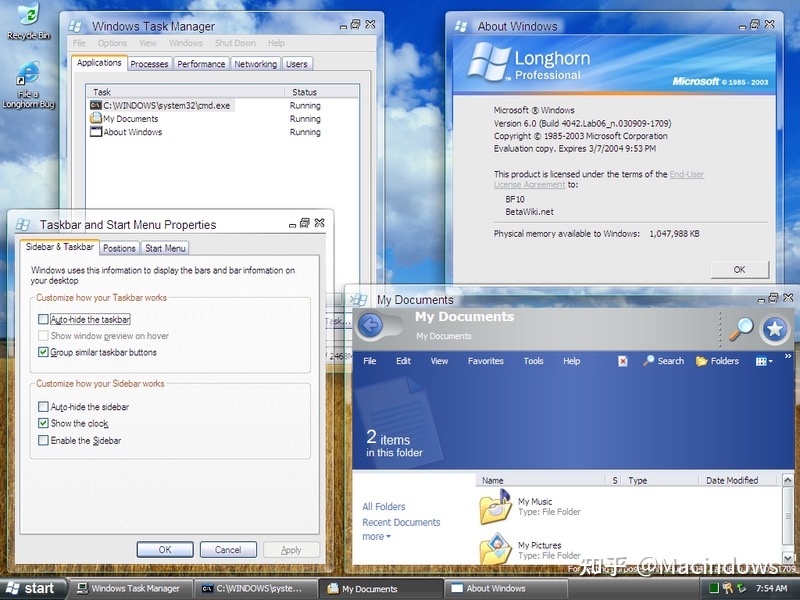 Recycle Bin
File a
Longhorn Bug
Windows Task Manager
File Options View Windows Shut Down Help
Applications Processes Performance Networking Users
Task Status
C:\WINDOWS\system32\cmd.exe Running
My Documents Running
About Windows Running
About Windows
Longhorn
Professional
Microsoft © 1985 - 2003
Microsoft ® Windows
Version 6.0 (Build 4042.Lab06_n.030909-1709)
Copyright © 1985-2003 Microsoft Corporation
Evaluation copy. Expires 3/7/2004 9:53 PM
This product is licensed under the terms of the End-User
License Agreement to:
BF10
BetaWiki.net
Physical memory available to Windows: 1,047,988 KB
OK
Taskbar and Start Menu Properties
Sidebar & Taskbar Positions Start Menu
Windows uses this infomation to display the bars and bar information on
your desktop
Customize how your Taskbar works
Auto-hide the taskbar
Show window preview on hover
Group similar taskbar buttons
Customize how your Sidebar works
Auto-hide the sidebar
Show the clock
Enable the Sidebar
OK Cancel Apply
Task...
My Documents
My Documents
My Documents
File Edit View Favorites Tools Help Search Folders
2 items
in this folder
All Folders
Recent Documents
more
Name S Type Date Modified
My Music
Type: File Folder
My Pictures
Type: File Folder
知乎 @Macindows
start Windows Task Manager C:\WINDOWS\syste... My Documents About Windows 7:54 AM